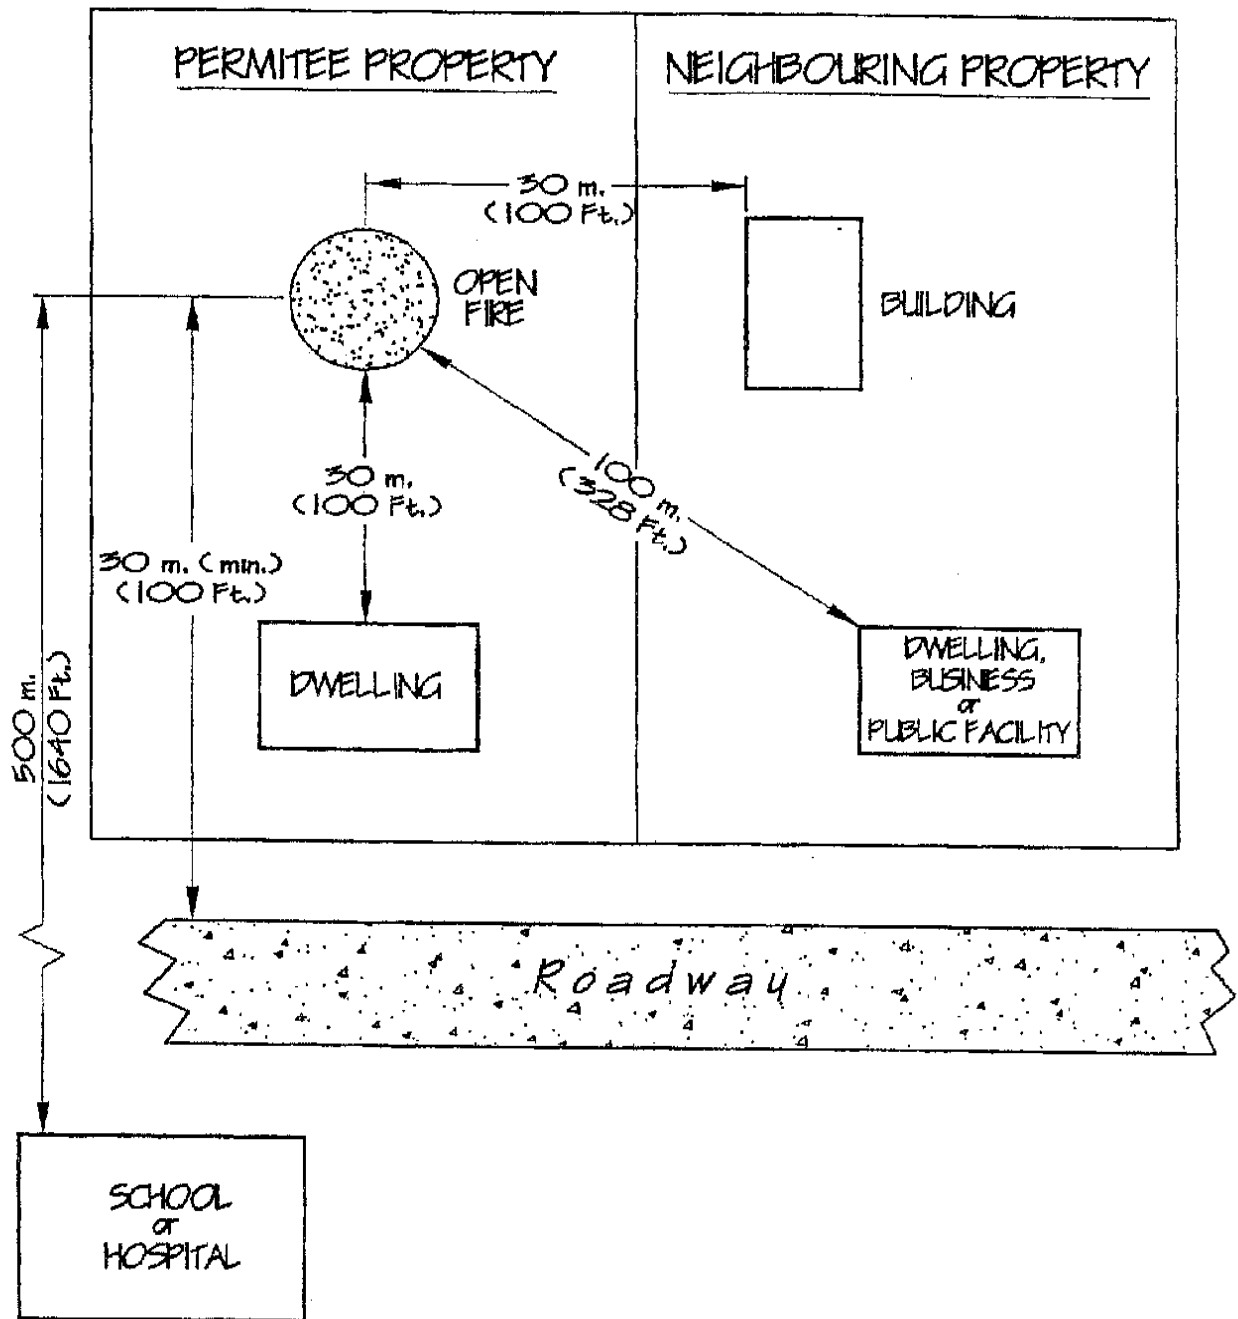 PERMITEE PROPERTY
NEIGHBOURING PROPERTY
30 m.
(100 Ft.)
OPEN
FIRE
BUILDING
30 m.
(100 Ft.)
100 m.
(328 Ft.)
30 m. (min.)
(100 Ft.)
DWELLING
DWELLING,
BUSINESS
or
PUBLIC FACILITY
500 m.
(1640 Ft.)
Roadway
SCHOOL
or
HOSPITAL